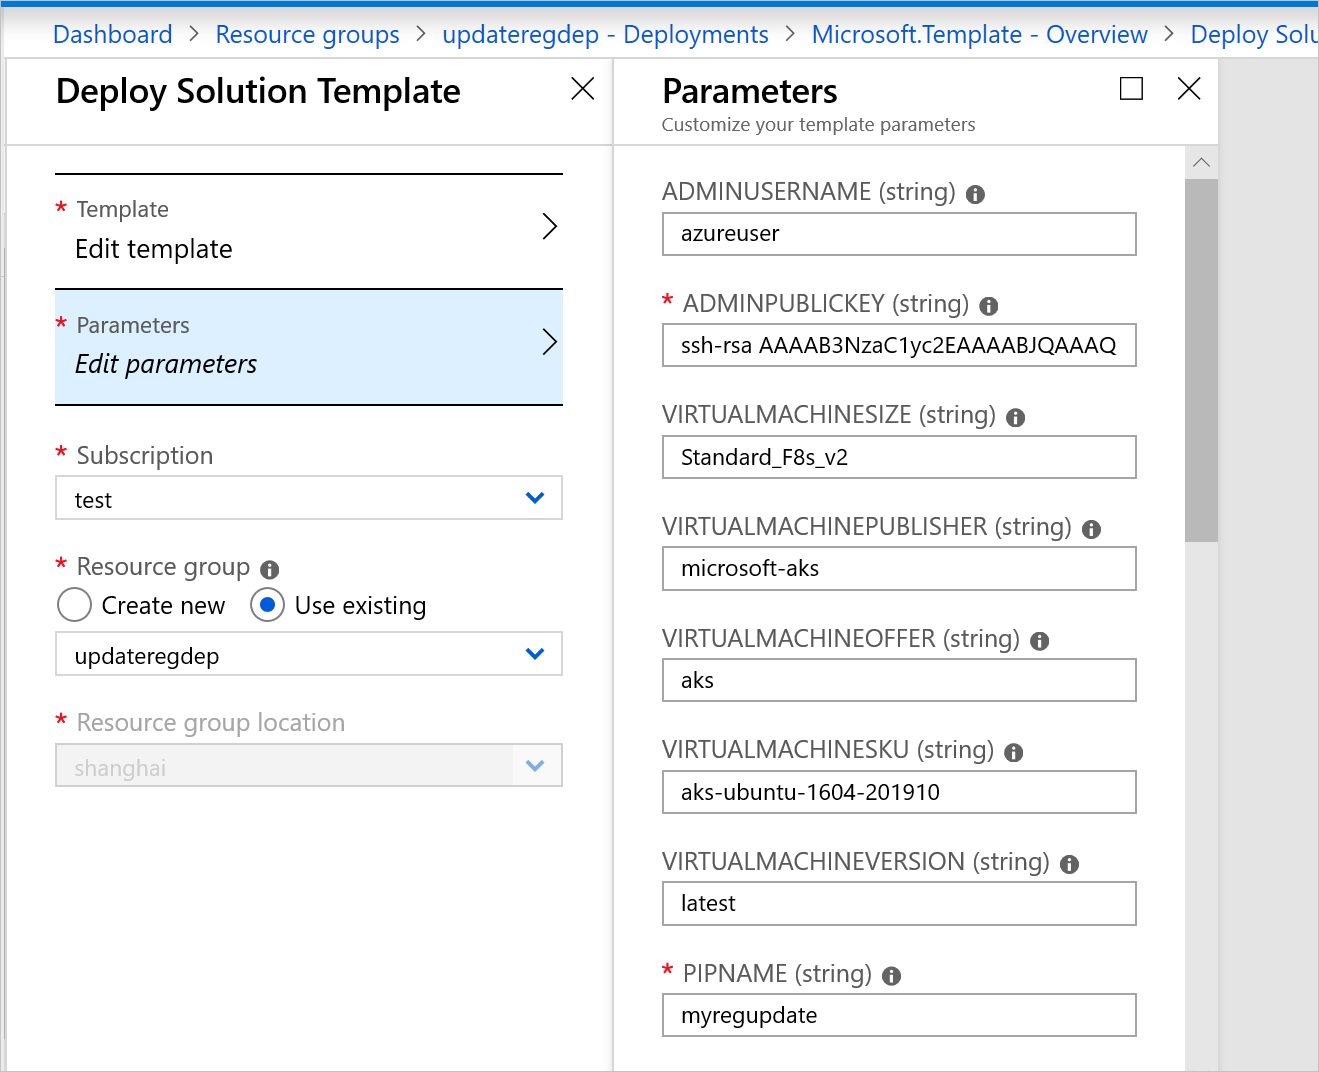 Dashboard > Resource groups > updateregdep - Deployments > Microsoft.Template - Overview > Deploy Solu
Deploy Solution Template
* Template
Edit template
* Parameters
Edit parameters
* Subscription
test
* Resource group
Create new Use existing
updateregdep
* Resource group location
shanghai
Parameters
Customize your template parameters
ADMINUSERNAME (string)
azureuser
* ADMINPUBLICKEY (string)
ssh-rsa AAAAB3NzaC1yc2EAAAABJQAAAQ
VIRTUALMACHINESIZE (string)
Standard_F8s_v2
VIRTUALMACHINEPUBLISHER (string)
microsoft-aks
VIRTUALMACHINEOFFER (string)
aks
VIRTUALMACHINESKU (string)
aks-ubuntu-1604-201910
VIRTUALMACHINEVERSION (string)
latest
* PIPNAME (string)
myregupdate